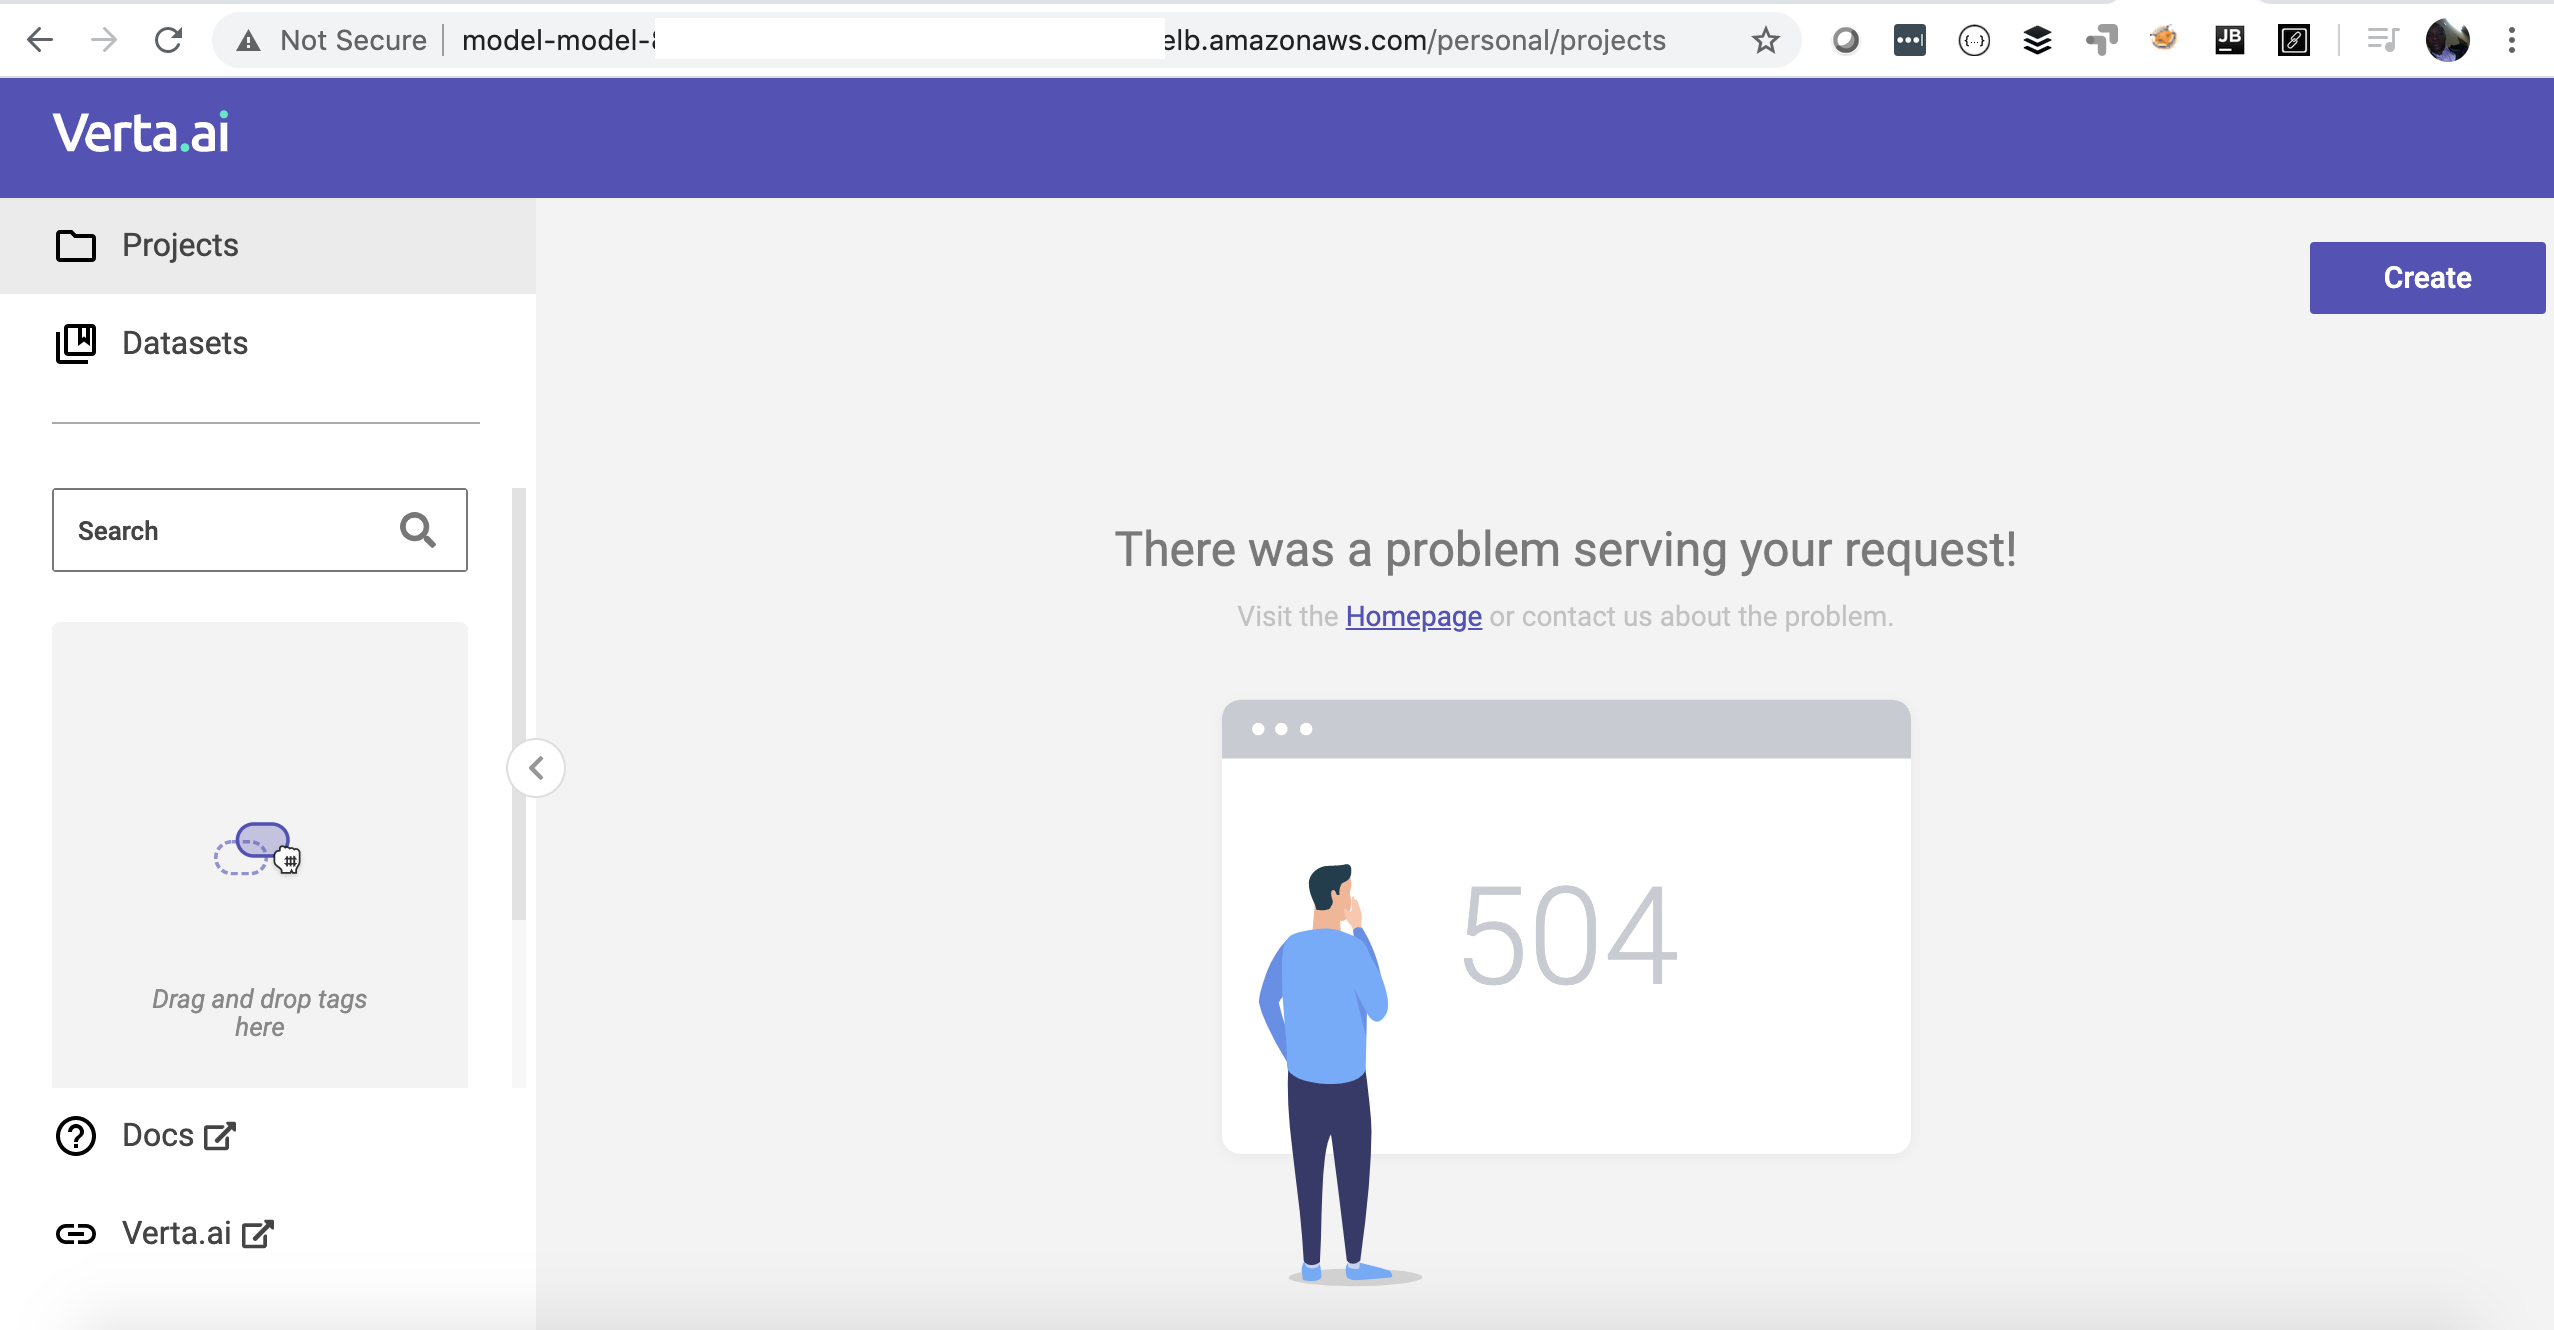 Not Secure
model-model-
elb.amazonaws.com/personal/projects
JB
Verta.ai
Projects
Datasets
Create
Search
There was a problem serving your request!
Visit the Homepage or contact us about the problem.
504
Drag and drop tags
here
Docs
Verta.ai